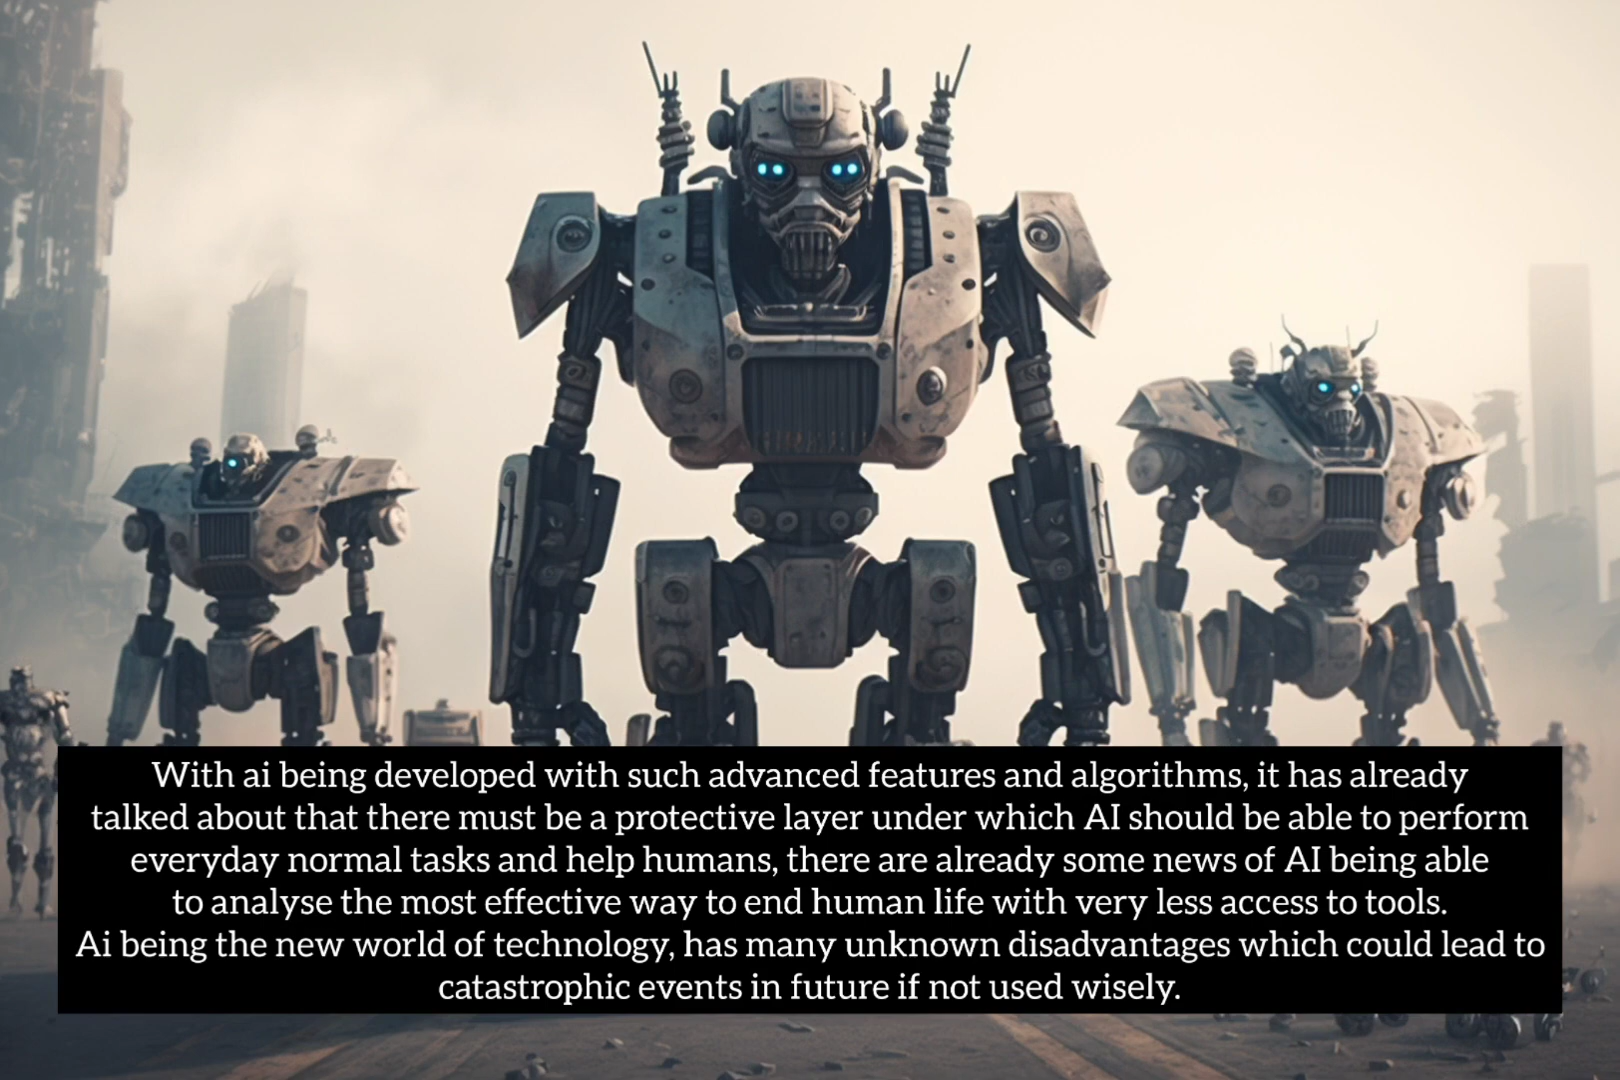 With ai being developed with such advanced features and algorithms, it has already
talked about that there must be a protective layer under which AI should be able to perform
everyday normal tasks and help humans, there are already some news of AI being able
to analyse the most effective way to end human life with very less access to tools.
Ai being the new world of technology, has many unknown disadvantages which could lead to
catastrophic events in future if not used wisely.